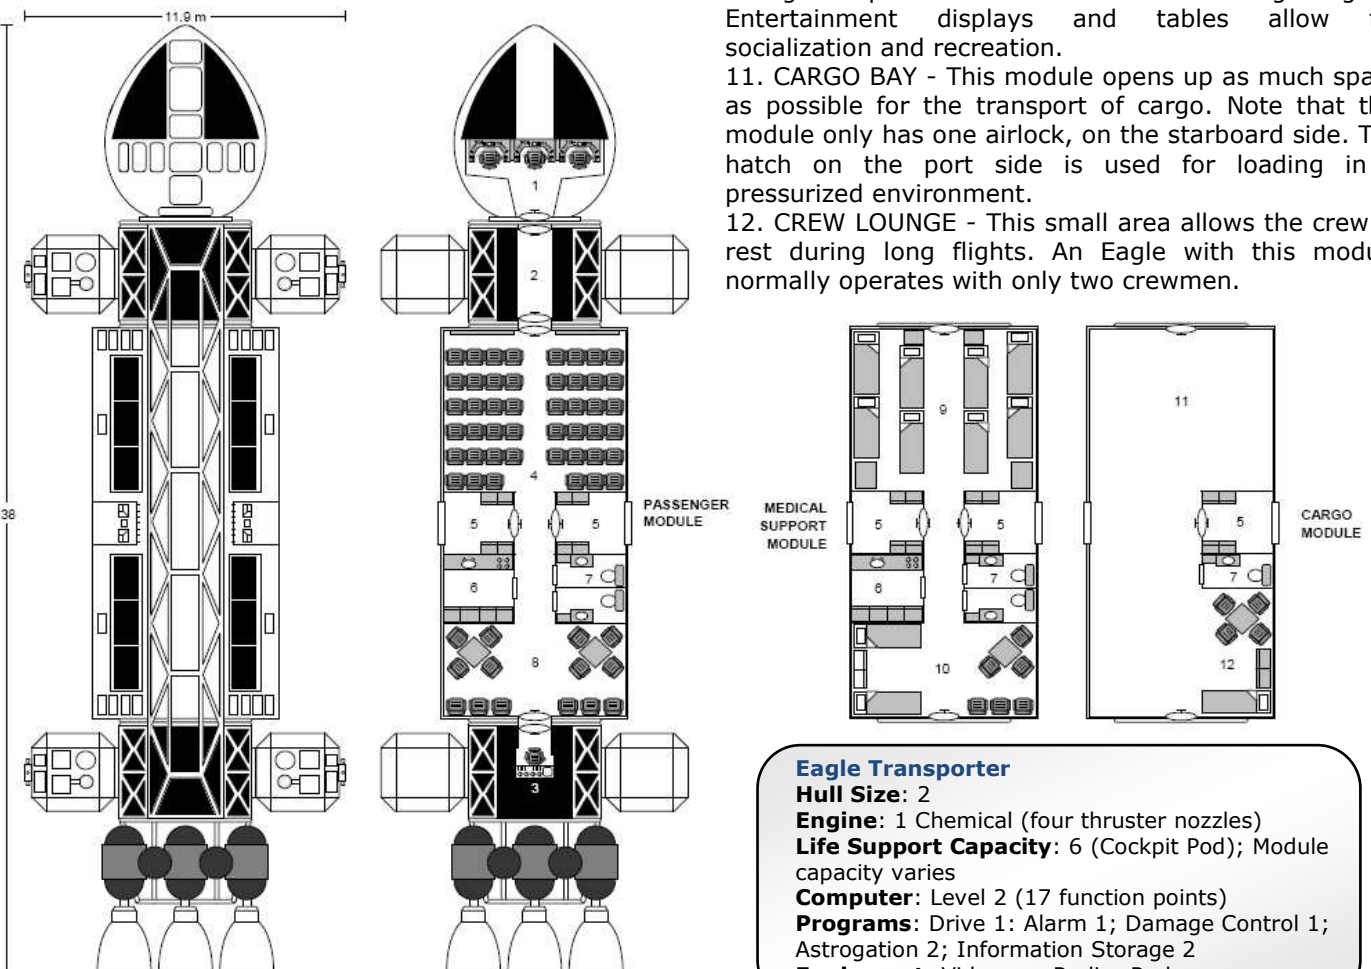 11.9 m
38
1
2
4
5
5
6
7
8
3
PASSENGER
MODULE
Entertainment displays and tables allow
socialization and recreation.
11. CARGO BAY - This module opens up as much
as possible for the transport of cargo. Note that
module only has one airlock, on the starboard side.
hatch on the port side is used for loading in
pressurized environment.
12. CREW LOUNGE - This small area allows the crew
rest during long flights. An Eagle with this
normally operates with only two crewmen.
MEDICAL
SUPPORT
MODULE
9
5
5
6
7
10
11
5
7
12
CARGO
MODULE
Eagle Transporter
Hull Size: 2
Engine: 1 Chemical (four thruster nozzles)
Life Support Capacity: 6 (Cockpit Pod); Module
capacity varies
Computer: Level 2 (17 function points)
Programs: Drive 1: Alarm 1; Damage Control 1;
Astrogation 2; Information Storage 2